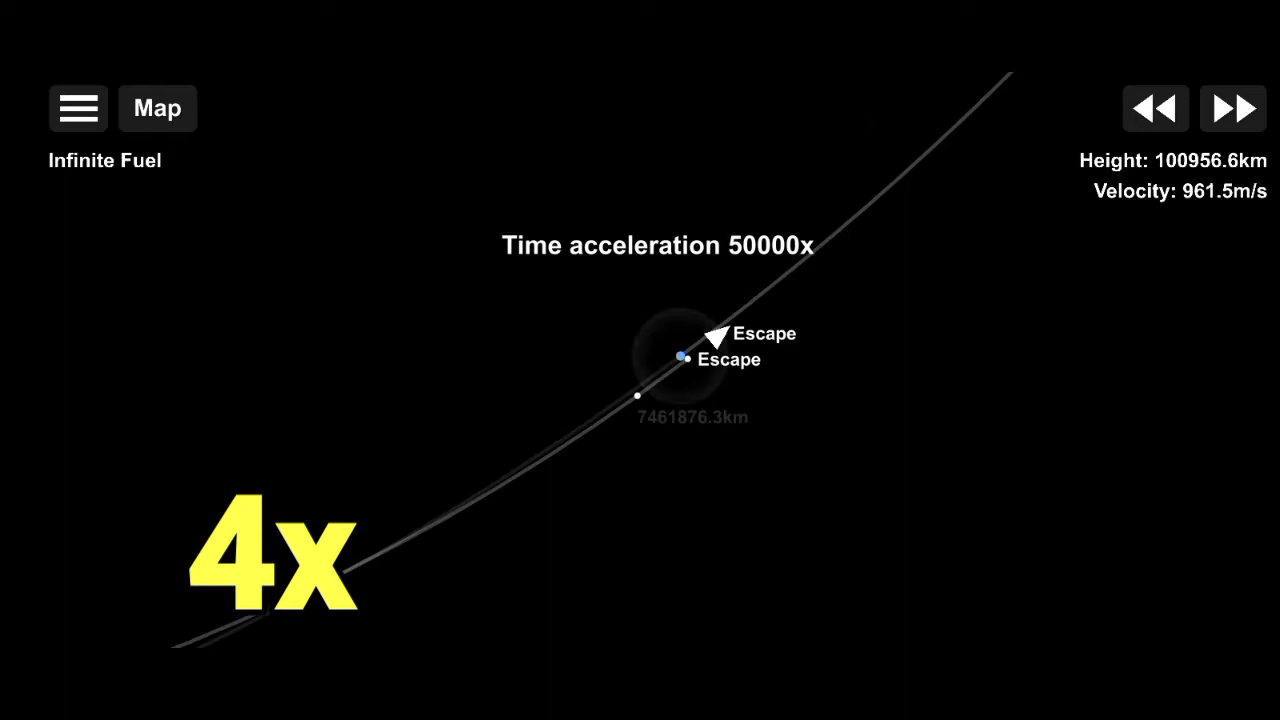 Map
Infinite Fuel
Height: 100956.6km
Velocity: 961.5m/s
Time acceleration 50000x
Escape
Escape
7461876.3km
4x